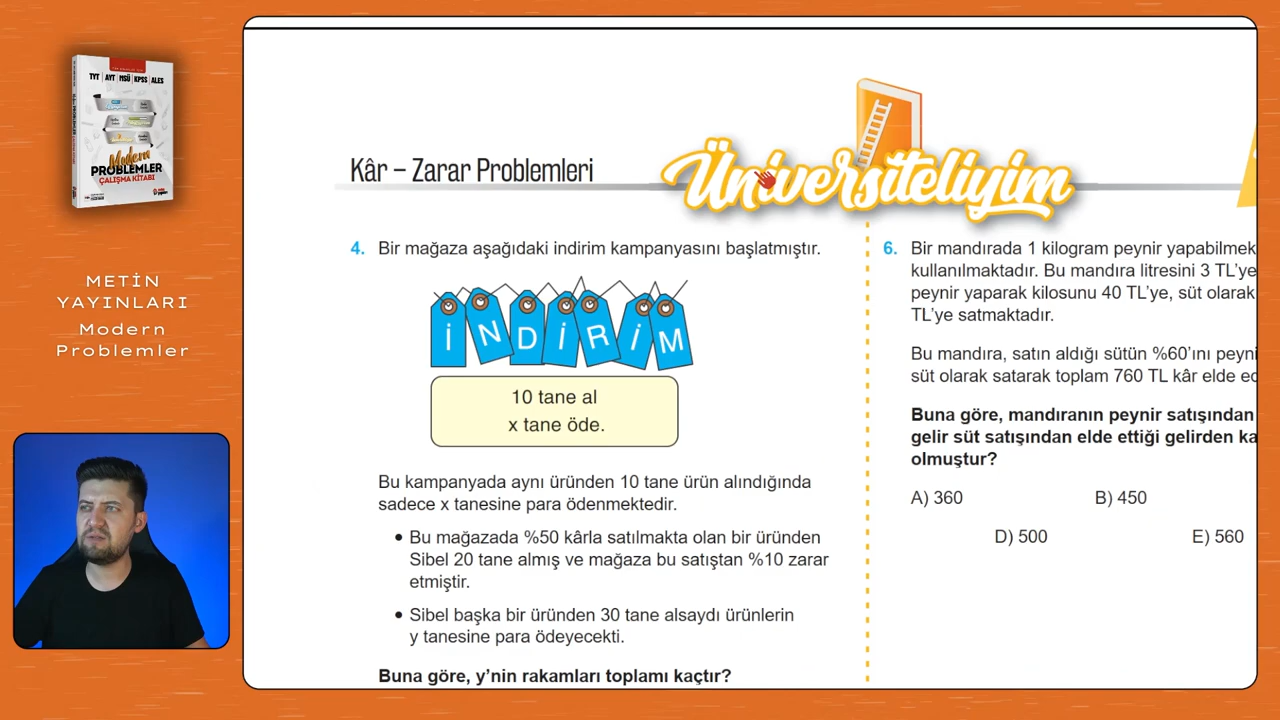 TYT AYT MSÜ KPSS ALES
Modern
PROBLEMLER
ÇALIŞMA KİTABI
METİN
YAYINLARI
Modern
Problemler
Kâr – Zarar Problemleri
Üniversiteliyim
4. Bir mağaza aşağıdaki indirim kampanyasını başlatmıştır.
İNDİRİM
10 tane al
x tane öde.
Bu kampanyada aynı üründen 10 tane ürün alındığında
sadece x tanesine para ödenmektedir.
• Bu mağazada %50 kârla satılmakta olan bir üründen
Sibel 20 tane almış ve mağaza bu satıştan %10 zarar
etmiştir.
• Sibel başka bir üründen 30 tane alsaydı ürünlerin
y tanesine para ödeyecekti.
Buna göre, y’nin rakamları toplamı kaçtır?
6. Bir mandırada 1 kilogram peynir yapabilmek
kullanılmaktadır. Bu mandıra litresini 3 TL’ye
peynir yaparak kilosunu 40 TL’ye, süt olarak
TL’ye satmaktadır.
Bu mandıra, satın aldığı sütün %60’ını peyni
süt olarak satarak toplam 760 TL kâr elde ed
Buna göre, mandıranın peynir satışından
gelir süt satışından elde ettiği gelirden ka
olmuştur?
A) 360 B) 450
D) 500 E) 560